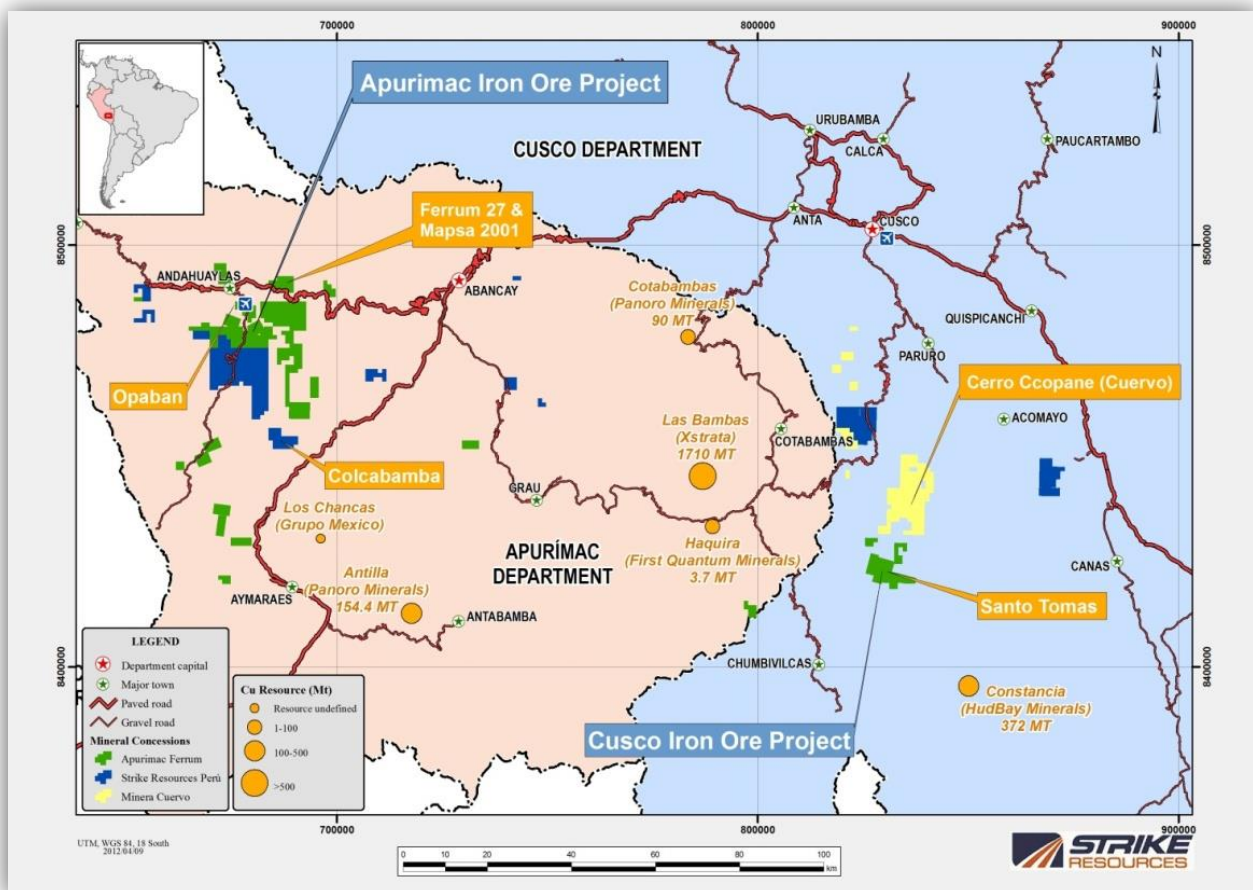 700000
800000
900000
N
Apurimac Iron Ore Project
CUSCO DEPARTMENT
URUBAMBA
CALCA
PAUCARTAMBO
Ferrum 27 &
Mapsa 2001
ANTA
CUSCO
8500000
8500000
ANDAHUAYLAS
ABANCAY
Cotabambas
(Panoro Minerals)
90 MT
QUISPICANCHI
PARURO
Opaban
Cerro Ccopane (Cuervo)
ACOMAYO
Las Bambas
(Xstrata)
1710 MT
COTABAMBAS
Colcabamba
GRAU
Los Chancas
(Grupo Mexico)
Haquira
(First Quantum Minerals)
3.7 MT
APURÍMAC
DEPARTMENT
CANAS
Antilla
(Panoro Minerals)
154.4 MT
AYMARAES
ANTABAMBA
Santo Tomas
CHUMBIVILCAS
8400000
8400000
Constancia
(HudBay Minerals)
372 MT
Cusco Iron Ore Project
LEGEND
Department capital
Major town
Paved road
Gravel road
Mineral Concessions
Apurimac Ferrum
Strike Resources Perú
Minera Cuervo
Cu Resource (Mt)
Resource undefined
1-100
100-500
>500
700000
800000
900000
UTM, WGS 84, 18 South
2012/04/09
0 10 20 40 60 80 100
km
STRIKE
RESOURCES